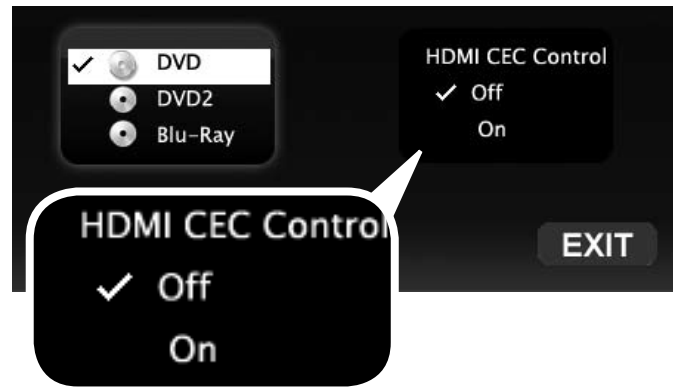 DVD
DVD2
Blu-Ray
HDMI CEC Control
Off
On
EXIT
HDMI CEC Control
Off
On